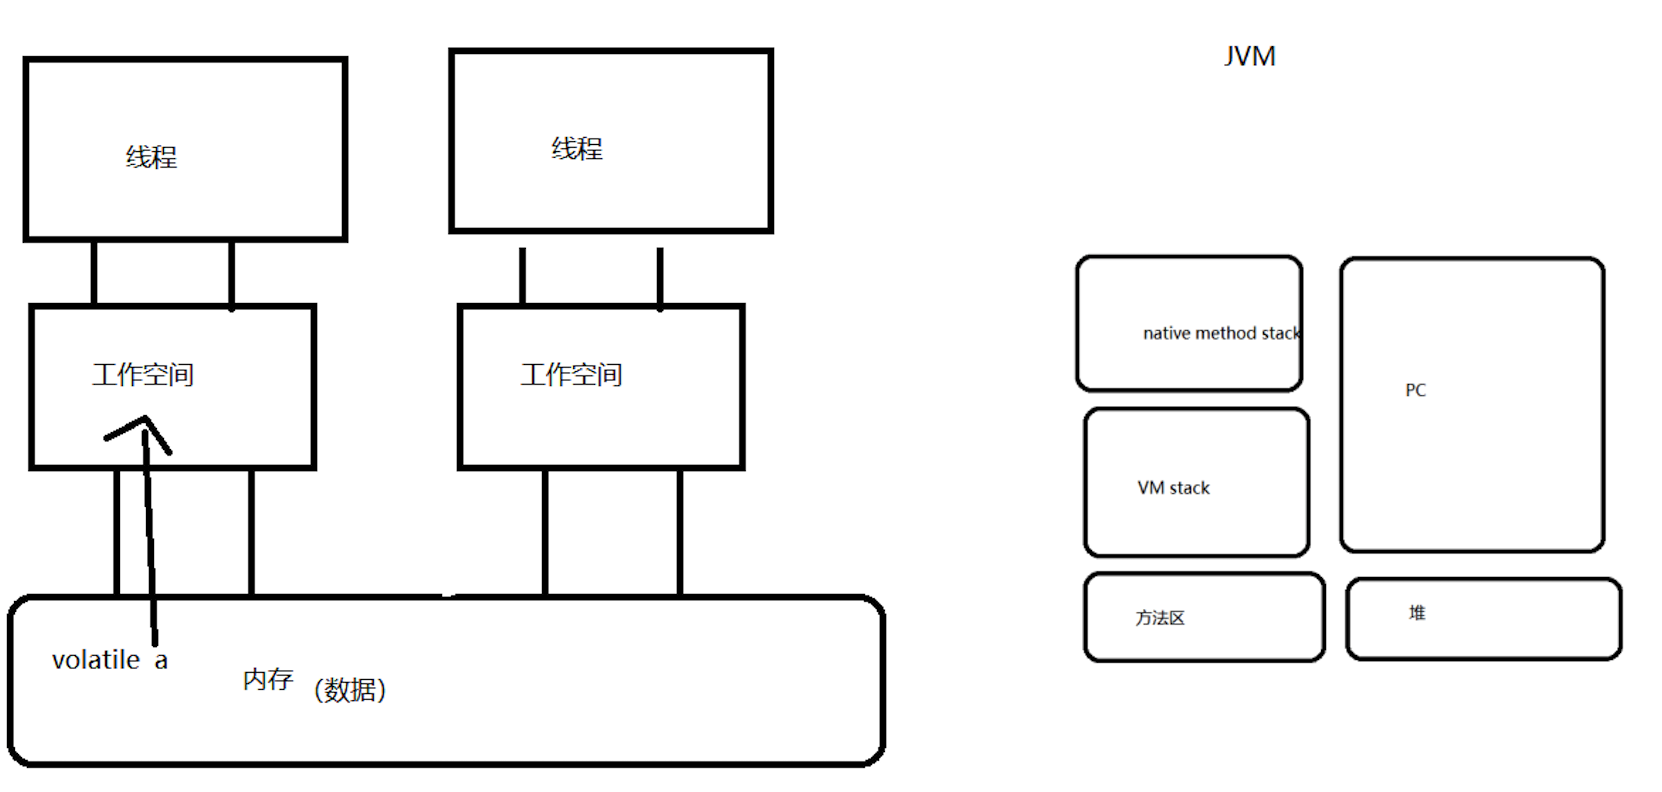 线程
线程
工作空间
工作空间
volatile a
内存
（数据）
JVM
native method stack
PC
VM stack
方法区
堆